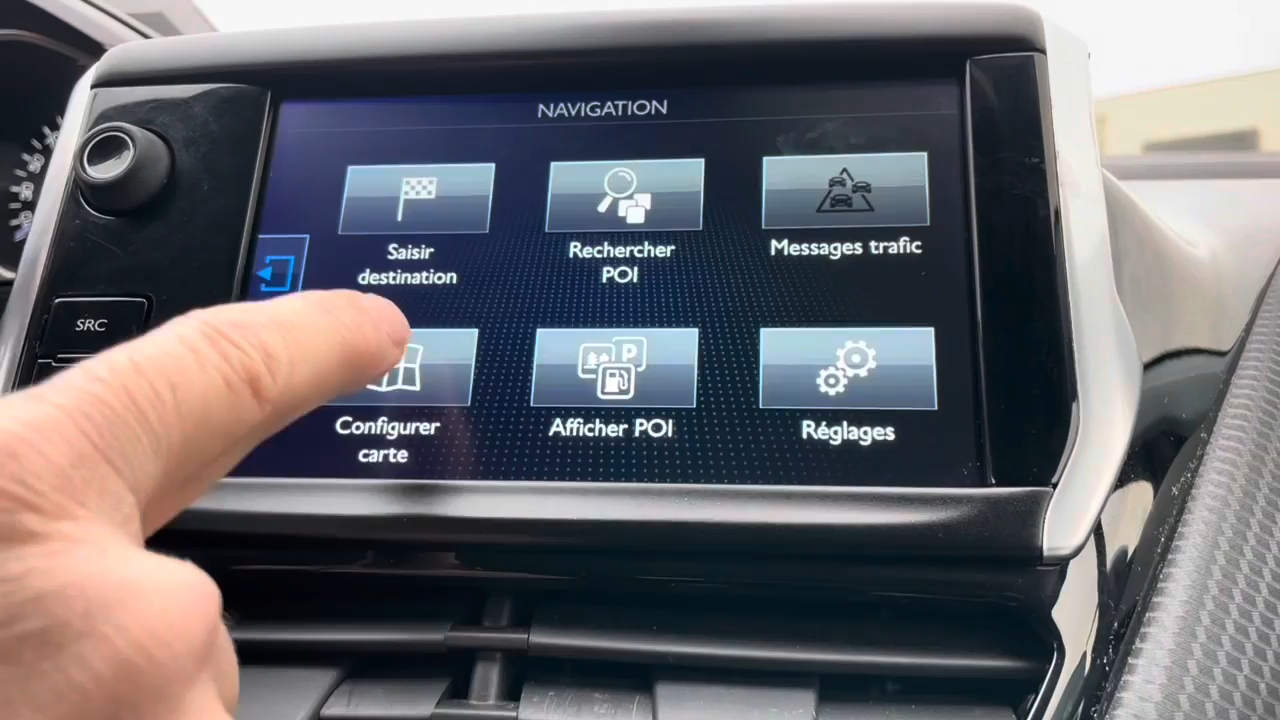 NAVIGATION
Saisir
destination
Rechercher
POI
Messages trafic
SRC
P
Configurer
carte
Afficher POI
Réglages